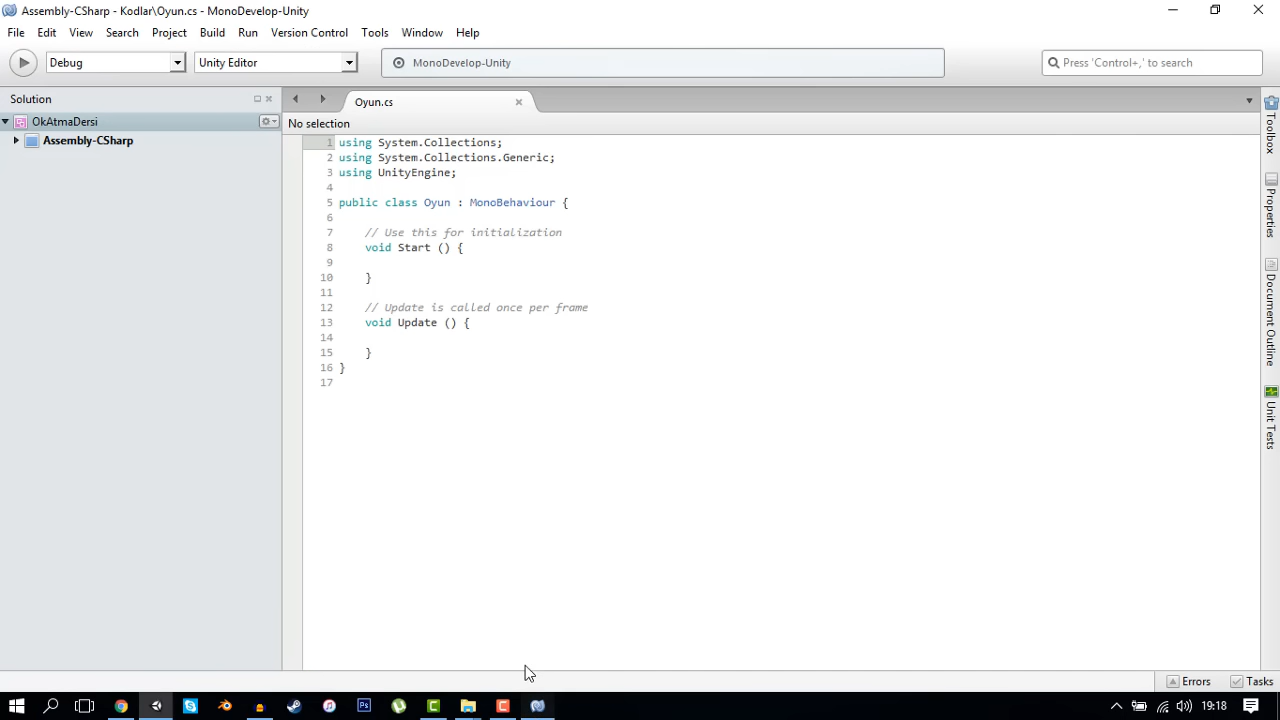 Assembly-CSharp - Kodlar\Oyun.cs - MonoDevelop-Unity
File Edit View Search Project Build Run Version Control Tools Window Help
Debug Unity Editor MonoDevelop-Unity Press 'Control+,' to search
Solution
OkAtmaDersi
Assembly-CSharp
Oyun.cs
No selection
1 using System.Collections;
2 using System.Collections.Generic;
3 using UnityEngine;
4
5 public class Oyun : MonoBehaviour {
6
7 // Use this for initialization
8 void Start () {
9
10 }
11
12 // Update is called once per frame
13 void Update () {
14
15 }
16 }
17
Toolbox
Properties
Document Outline
Unit Tests
Errors Tasks
Ps C C 19:18